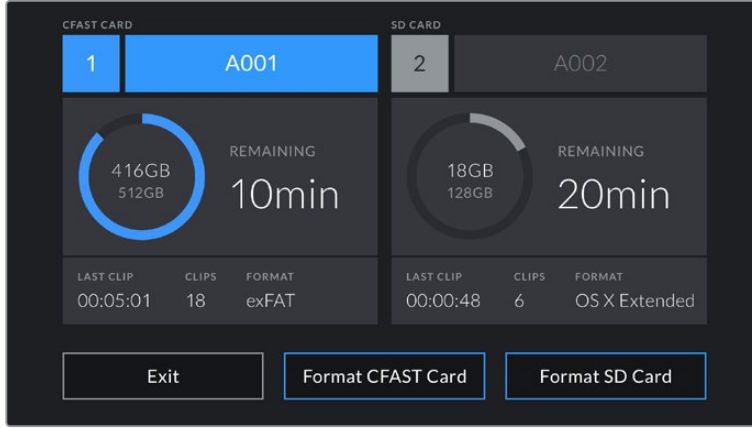 CFAST CARD
1 A001
416GB
512GB
REMAINING
10min
LAST CLIP CLIPS FORMAT
00:05:01 18 exFAT
SD CARD
2 A002
18GB
128GB
REMAINING
20min
LAST CLIP CLIPS FORMAT
00:00:48 6 OS X Extended
Exit Format CFAST Card Format SD Card